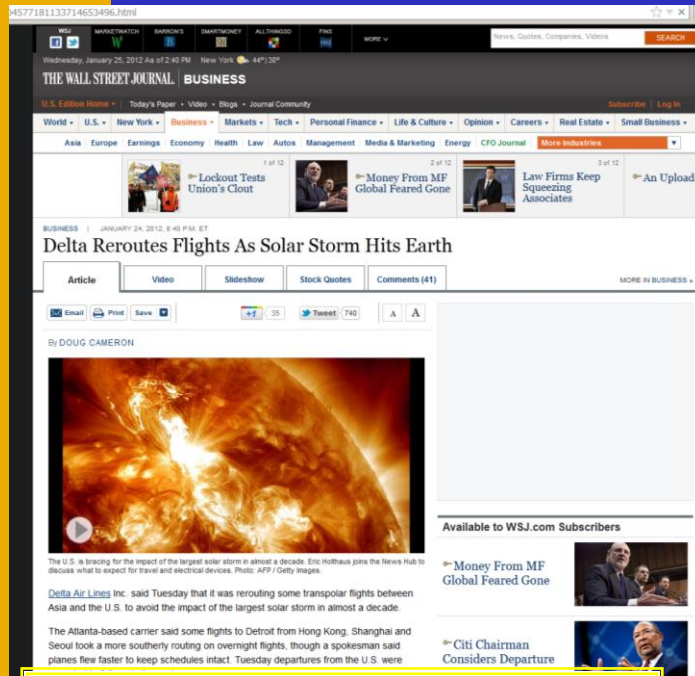 04577181133714653496.html
WSJ MARKETWATCH BARRON'S SMARTMONEY ALLTHINGSD FINS MORE
News, Quotes, Companies, Videos SEARCH
Wednesday, January 25, 2012 As of 2:40 PM New York 44° | 30°
THE WALL STREET JOURNAL. BUSINESS
U.S. Edition Home Today's Paper • Video • Blogs • Journal Community Subscribe Log In
World U.S. New York Business Markets Tech Personal Finance Life & Culture Opinion Careers Real Estate Small Business
Asia Europe Earnings Economy Health Law Autos Management Media & Marketing Energy CFO Journal More Industries
1 of 12
Lockout Tests
Union's Clout
2 of 12
Money From MF
Global Feared Gone
3 of 12
Law Firms Keep
Squeezing
Associates
An Upload
BUSINESS | JANUARY 24, 2012, 8:40 P.M. ET
Delta Reroutes Flights As Solar Storm Hits Earth
Article Video Slideshow Stock Quotes Comments (41) MORE IN BUSINESS »
Email Print Save +1 35 Tweet 740 A A
By DOUG CAMERON
The U.S. is bracing for the impact of the largest solar storm in almost a decade. Eric Holthaus joins the News Hub to
discuss what to expect for travel and electrical devices. Photo: AFP / Getty Images.
Delta Air Lines Inc. said Tuesday that it was rerouting some transpolar flights between
Asia and the U.S. to avoid the impact of the largest solar storm in almost a decade.
The Atlanta-based carrier said some flights to Detroit from Hong Kong, Shanghai and
Seoul took a more southerly routing on overnight flights, though a spokesman said
planes flew faster to keep schedules intact. Tuesday departures from the U.S. were
Available to WSJ.com Subscribers
Money From MF
Global Feared Gone
Citi Chairman
Considers Departure